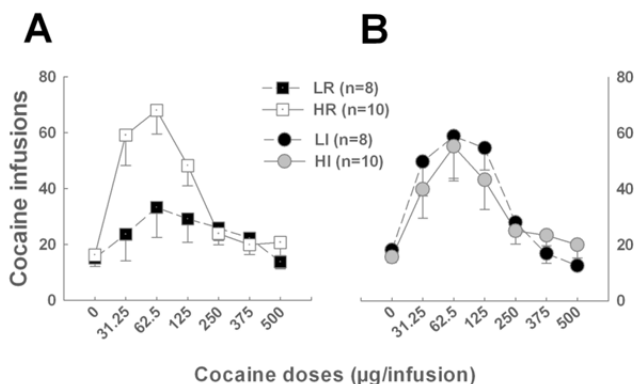 A
B
80
60
40
20
0
Cocaine infusions
LR (n=8)
HR (n=10)
LI (n=8)
HI (n=10)
80
60
40
20
0
0 31.25 62.5 125 250 375 500
0 31.25 62.5 125 250 375 500
Cocaine doses (µg/infusion)